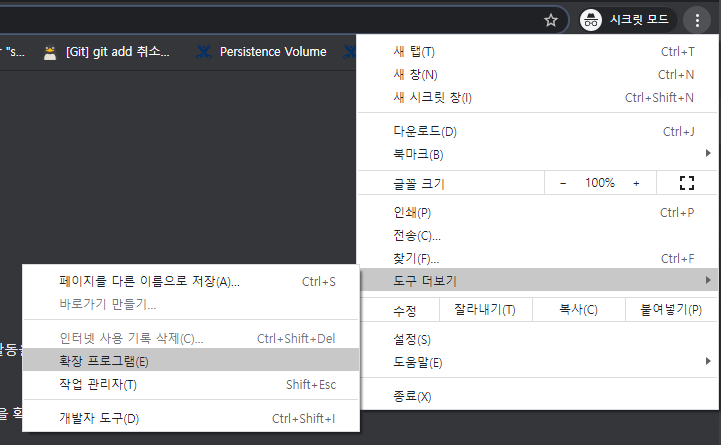 시크릿 모드
"s...
[Git] git add 취소...
Persistence Volume
새 탭(T) Ctrl+T
새 창(N) Ctrl+N
새 시크릿 창(I) Ctrl+Shift+N
다운로드(D) Ctrl+J
북마크(B)
글꼴 크기 - 100% +
인쇄(P) Ctrl+P
전송(C)...
찾기(F)... Ctrl+F
도구 더보기
수정 잘라내기(T) 복사(C) 붙여넣기(P)
설정(S)
도움말(E)
종료(X)
페이지를 다른 이름으로 저장(A)... Ctrl+S
바로가기 만들기...
인터넷 사용 기록 삭제(C)... Ctrl+Shift+Del
확장 프로그램(E)
작업 관리자(T) Shift+Esc
개발자 도구(D) Ctrl+Shift+I